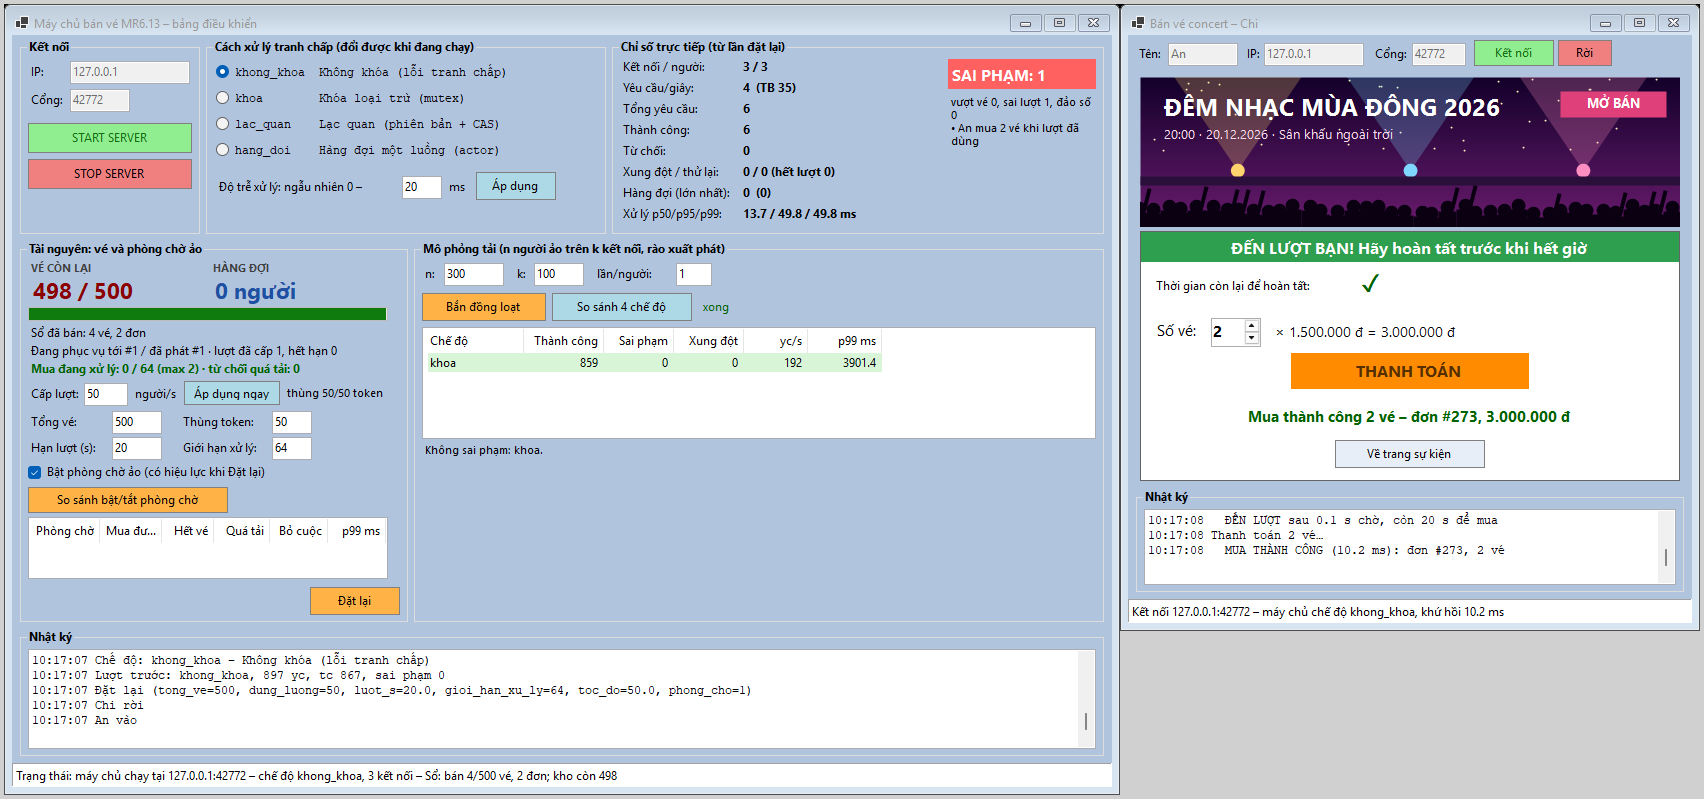 Máy chủ bán vé MR6.13 – bảng điều khiển
Kết nối
IP: 127.0.0.1
Cổng: 42772
START SERVER
STOP SERVER
Cách xử lý tranh chấp (đổi được khi đang chạy)
khong_khoa Không khóa (lỗi tranh chấp)
khoa Khóa loại trừ (mutex)
lac_quan Lạc quan (phiên bản + CAS)
hang_doi Hàng đợi một luồng (actor)
Độ trễ xử lý: ngẫu nhiên 0 – 20 ms Áp dụng
Chỉ số trực tiếp (từ lần đặt lại)
Kết nối / người: 3 / 3
Yêu cầu/giây: 4 (TB 35)
Tổng yêu cầu: 6
Thành công: 6
Từ chối: 0
Xung đột / thử lại: 0 / 0 (hết lượt 0)
Hàng đợi (lớn nhất): 0 (0)
Xử lý p50/p95/p99: 13.7 / 49.8 / 49.8 ms
SAI PHẠM: 1
vượt vé 0, sai lượt 1, đảo số
0
• An mua 2 vé khi lượt đã
dùng
Tài nguyên: vé và phòng chờ ảo
VÉ CÒN LẠI HÀNG ĐỢI
498 / 500 0 người
Sổ đã bán: 4 vé, 2 đơn
Đang phục vụ tới #1 / đã phát #1 · lượt đã cấp 1, hết hạn 0
Mua đang xử lý: 0 / 64 (max 2) · từ chối quá tải: 0
Cấp lượt: 50 người/s Áp dụng ngay thùng 50/50 token
Tổng vé: 500 Thùng token: 50
Hạn lượt (s): 20 Giới hạn xử lý: 64
Bật phòng chờ ảo (có hiệu lực khi Đặt lại)
So sánh bật/tắt phòng chờ
Phòng chờ Mua đư... Hết vé Quá tải Bỏ cuộc p99 ms
Đặt lại
Mô phỏng tải (n người ảo trên k kết nối, rào xuất phát)
n: 300 k: 100 lần/người: 1
Bắn đồng loạt So sánh 4 chế độ xong
Chế độ Thành công Sai phạm Xung đột yc/s p99 ms
khoa 859 0 0 192 3901.4
Không sai phạm: khoa.
Nhật ký
10:17:07 Chế độ: khong_khoa – Không khóa (lỗi tranh chấp)
10:17:07 Lượt trước: khong_khoa, 897 yc, tc 867, sai phạm 0
10:17:07 Đặt lại (tong_ve=500, dung_luong=50, luot_s=20.0, gioi_han_xu_ly=64, toc_do=50.0, phong_cho=1)
10:17:07 Chi rời
10:17:07 An vào
Trạng thái: máy chủ chạy tại 127.0.0.1:42772 – chế độ khong_khoa, 3 kết nối – Sổ: bán 4/500 vé, 2 đơn; kho còn 498
Bán vé concert – Chi
Tên: An IP: 127.0.0.1 Cổng: 42772 Kết nối Rời
ĐÊM NHẠC MÙA ĐÔNG 2026
MỞ BÁN
20:00 · 20.12.2026 · Sân khấu ngoài trời
ĐẾN LƯỢT BẠN! Hãy hoàn tất trước khi hết giờ
Thời gian còn lại để hoàn tất: ✓
Số vé: 2 × 1.500.000 đ = 3.000.000 đ
THANH TOÁN
Mua thành công 2 vé – đơn #273, 3.000.000 đ
Về trang sự kiện
Nhật ký
10:17:08 ĐẾN LƯỢT sau 0.1 s chờ, còn 20 s để mua
10:17:08 Thanh toán 2 vé…
10:17:08 MUA THÀNH CÔNG (10.2 ms): đơn #273, 2 vé
Kết nối 127.0.0.1:42772 – máy chủ chế độ khong_khoa, khứ hồi 10.2 ms